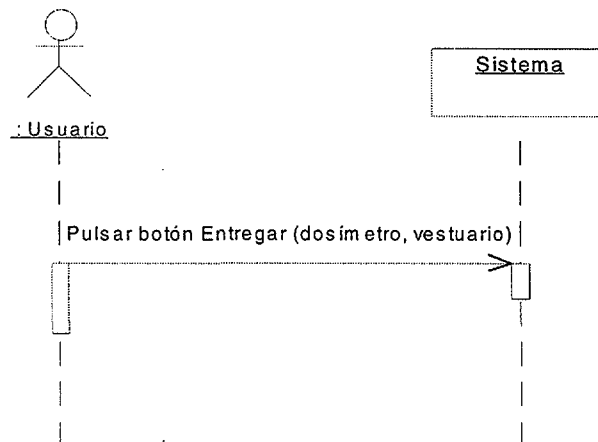 Sistema
: Usuario
Pulsar botón Entregar (dosímetro, vestuario)